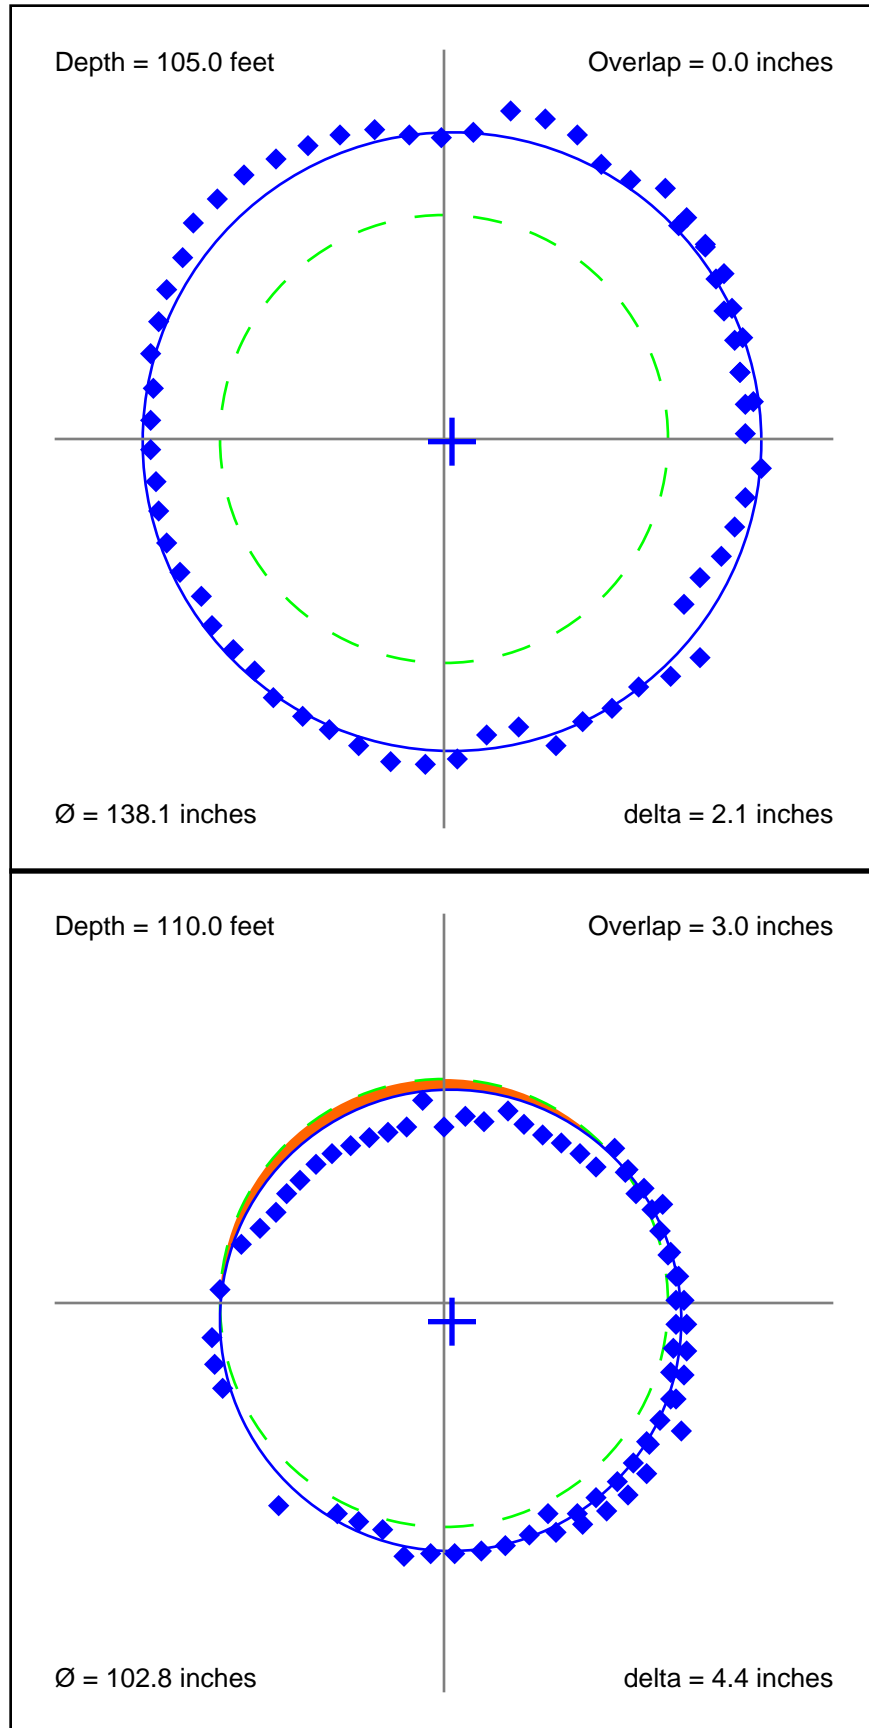 Depth = 105.0 feet
Overlap = 0.0 inches
Ø = 138.1 inches
delta = 2.1 inches
Depth = 110.0 feet
Overlap = 3.0 inches
Ø = 102.8 inches
delta = 4.4 inches